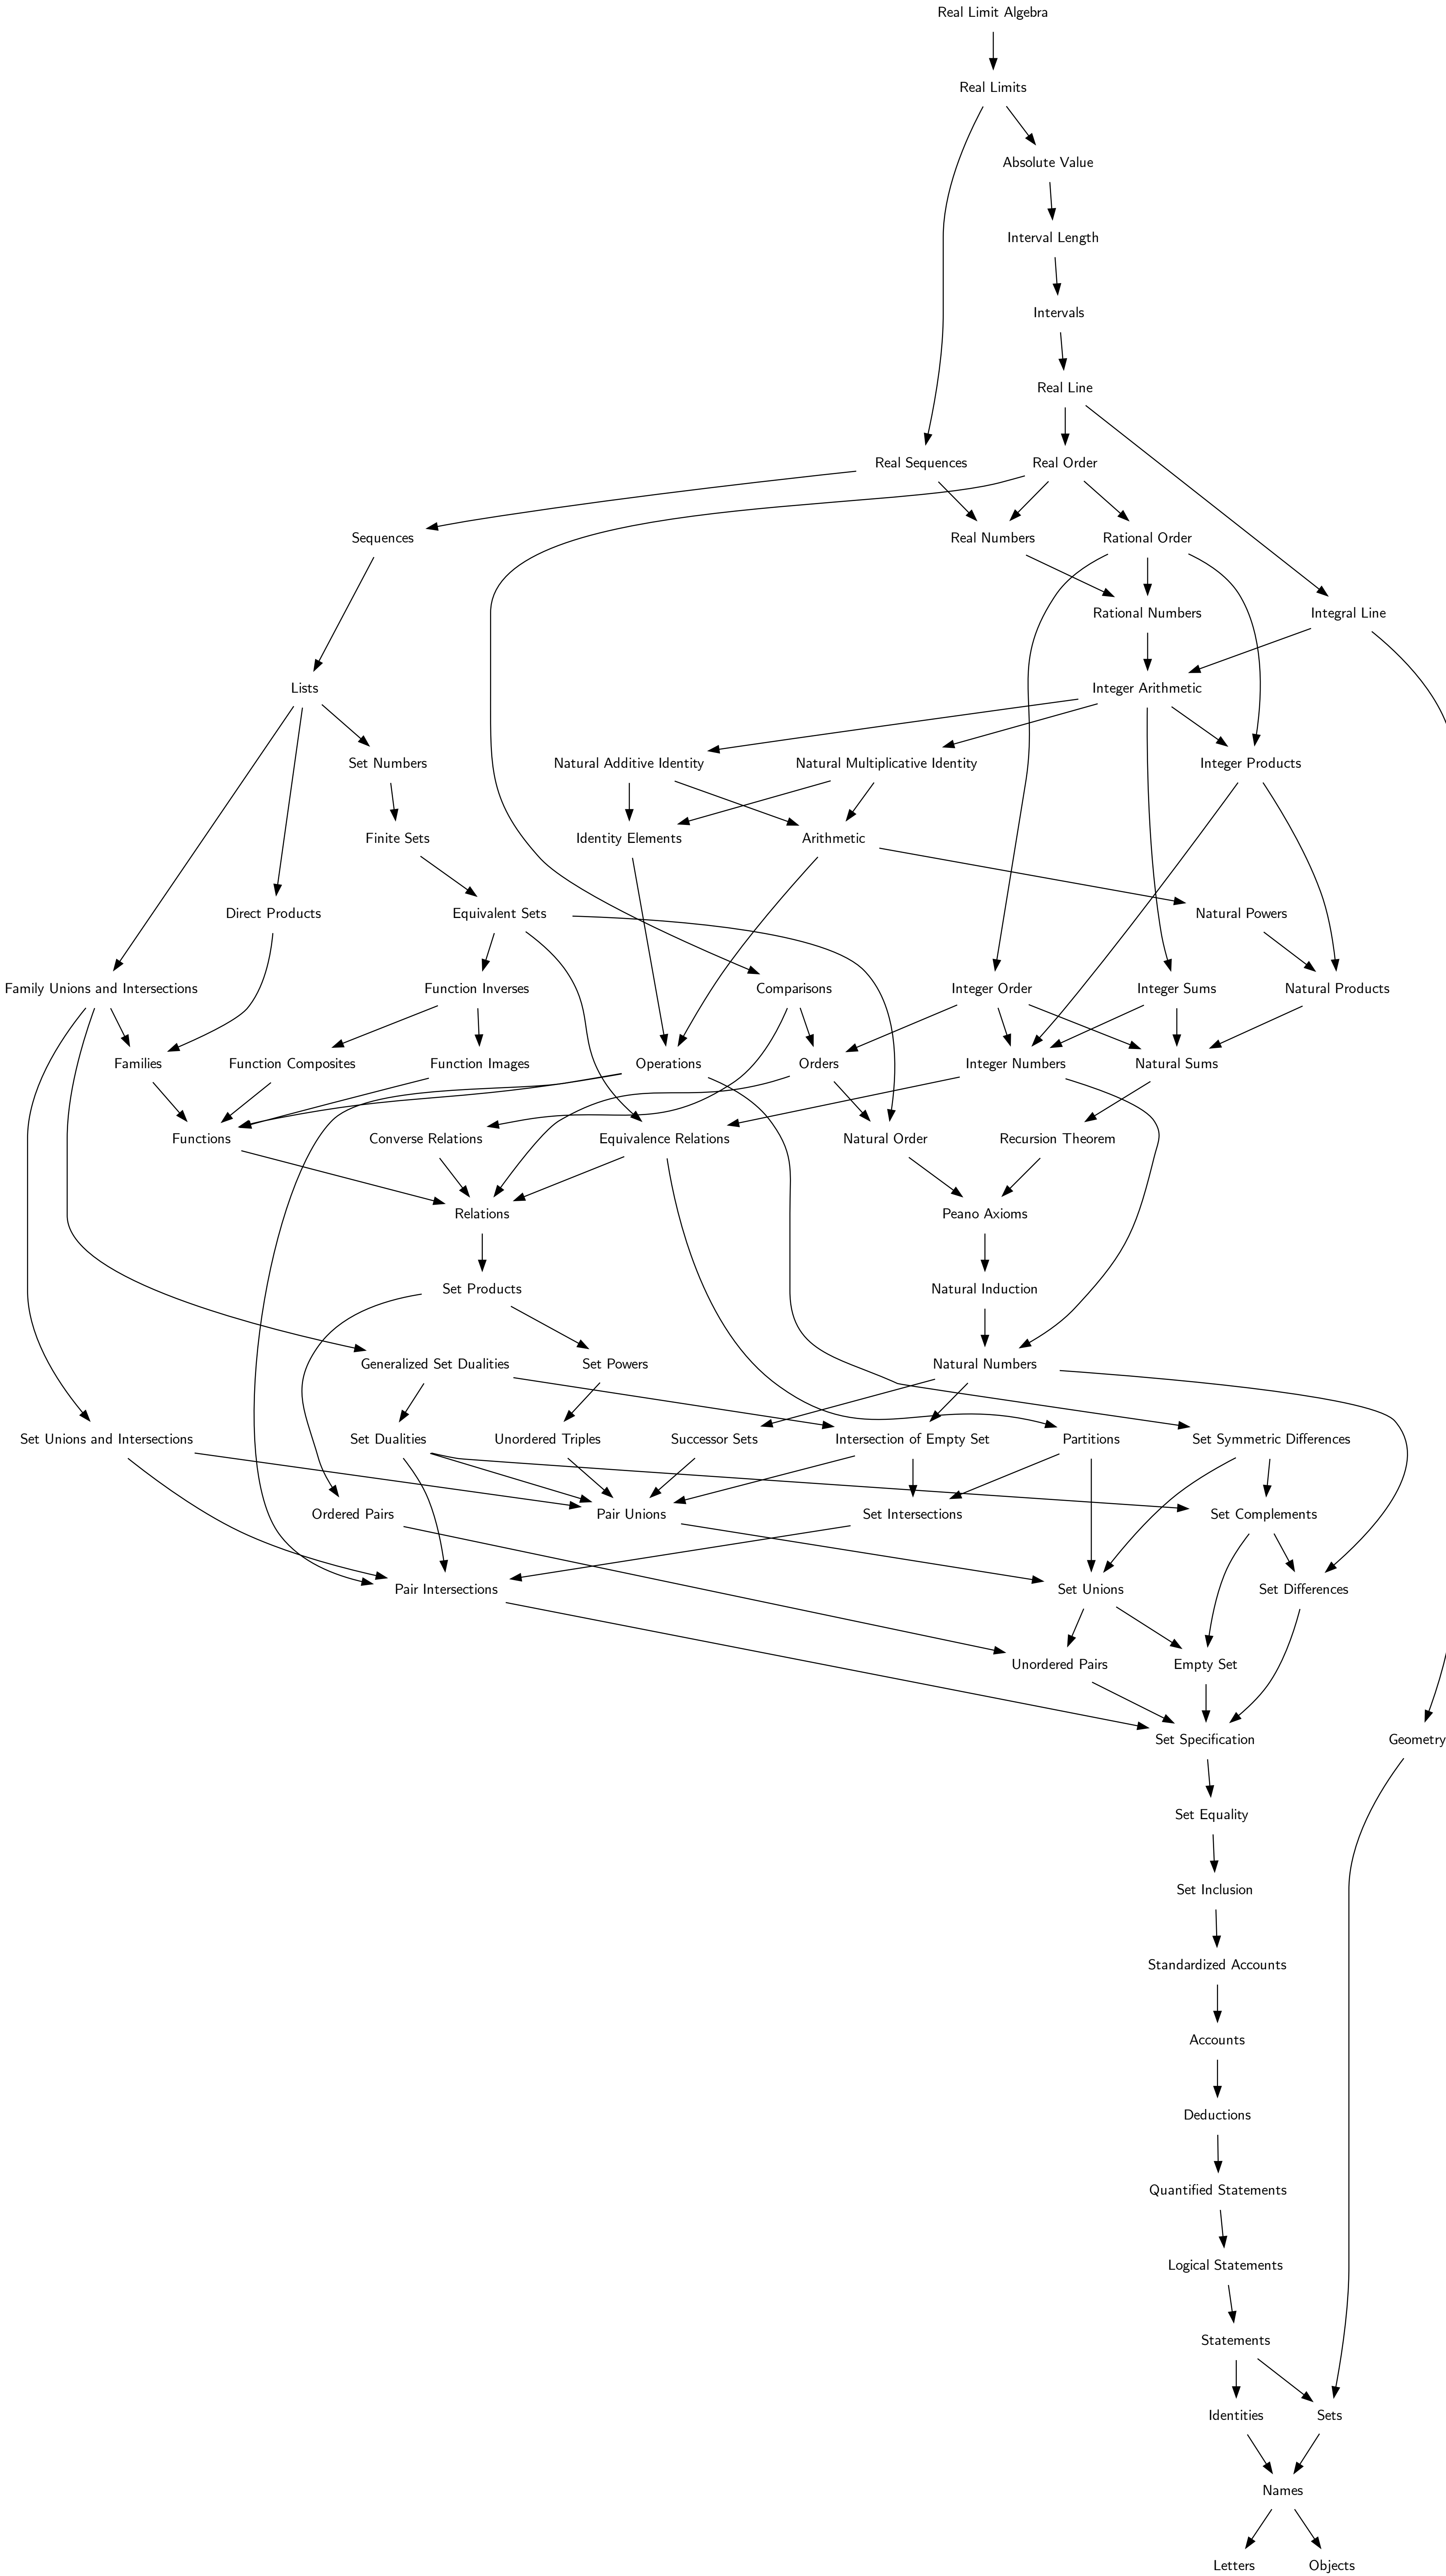 Real Limit Algebra
Real Limits
Absolute Value
Interval Length
Intervals
Real Line
Real Sequences
Real Order
Sequences
Real Numbers
Rational Order
Rational Numbers
Integral Line
Lists
Integer Arithmetic
Set Numbers
Natural Additive Identity
Natural Multiplicative Identity
Integer Products
Finite Sets
Identity Elements
Arithmetic
Direct Products
Equivalent Sets
Natural Powers
Family Unions and Intersections
Function Inverses
Comparisons
Integer Order
Integer Sums
Natural Products
Families
Function Composites
Function Images
Operations
Orders
Integer Numbers
Natural Sums
Functions
Converse Relations
Equivalence Relations
Natural Order
Recursion Theorem
Relations
Peano Axioms
Set Products
Natural Induction
Generalized Set Dualities
Set Powers
Natural Numbers
Set Unions and Intersections
Set Dualities
Unordered Triples
Successor Sets
Intersection of Empty Set
Partitions
Set Symmetric Differences
Ordered Pairs
Pair Unions
Set Intersections
Set Complements
Pair Intersections
Set Unions
Set Differences
Unordered Pairs
Empty Set
Set Specification
Geometry
Set Equality
Set Inclusion
Standardized Accounts
Accounts
Deductions
Quantified Statements
Logical Statements
Statements
Identities
Sets
Names
Letters
Objects